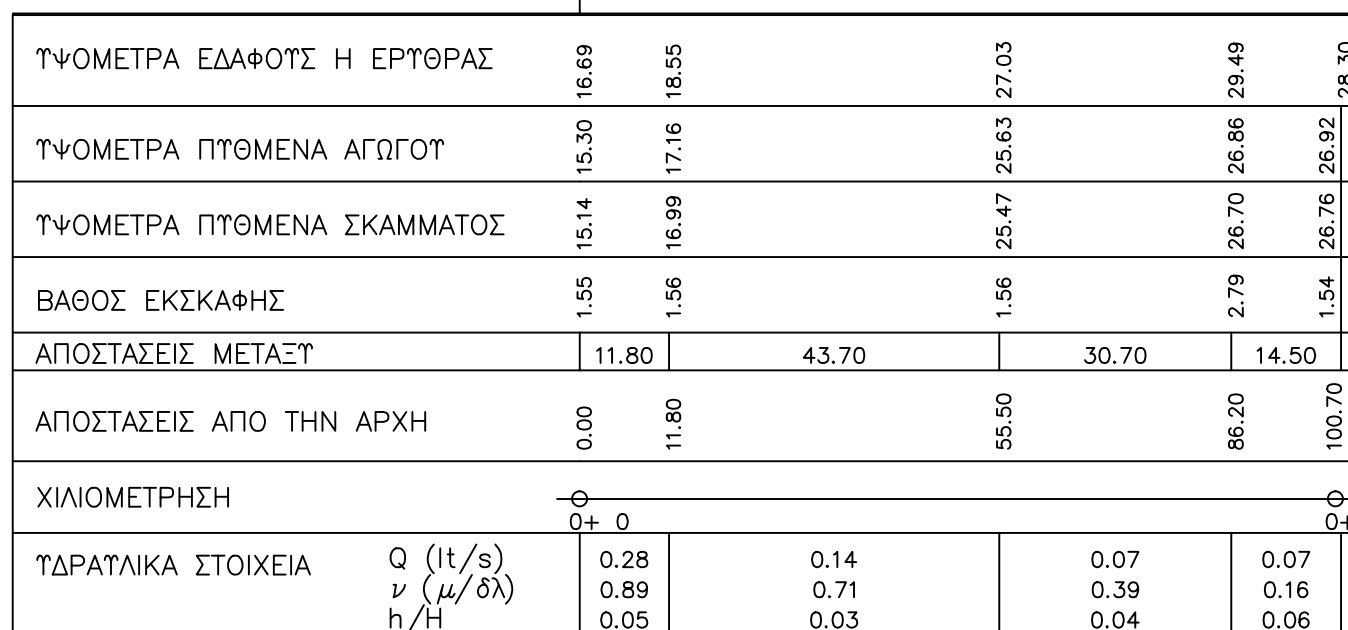 ΥΨΟΜΕΤΡΑ ΕΔΑΦΟΥΣ Η ΕΡΥΘΡΑΣ 16.69 18.55 27.03 29.49 28.30
ΥΨΟΜΕΤΡΑ ΠΥΘΜΕΝΑ ΑΓΩΓΟΥ 15.30 17.16 25.63 26.86 26.92
ΥΨΟΜΕΤΡΑ ΠΥΘΜΕΝΑ ΣΚΑΜΜΑΤΟΣ 15.14 16.99 25.47 26.70 26.76
ΒΑΘΟΣ ΕΚΣΚΑΦΗΣ 1.55 1.56 1.56 2.79 1.54
ΑΠΟΣΤΑΣΕΙΣ ΜΕΤΑΞΥ 11.80 43.70 30.70 14.50
ΑΠΟΣΤΑΣΕΙΣ ΑΠΟ ΤΗΝ ΑΡΧΗ 0.00 11.80 55.50 86.20 100.70
ΧΙΛΙΟΜΕΤΡΗΣΗ
0+ 0 0+
ΥΔΡΑΥΛΙΚΑ ΣΤΟΙΧΕΙΑ Q (lt/s) 0.28 0.14 0.07 0.07
ν (μ/δλ) 0.89 0.71 0.39 0.16
h/H 0.05 0.03 0.04 0.06